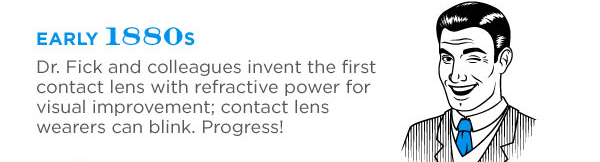 EARLY 1880s
Dr. Fick and colleagues invent the first
contact lens with refractive power for
visual improvement; contact lens
wearers can blink. Progress!